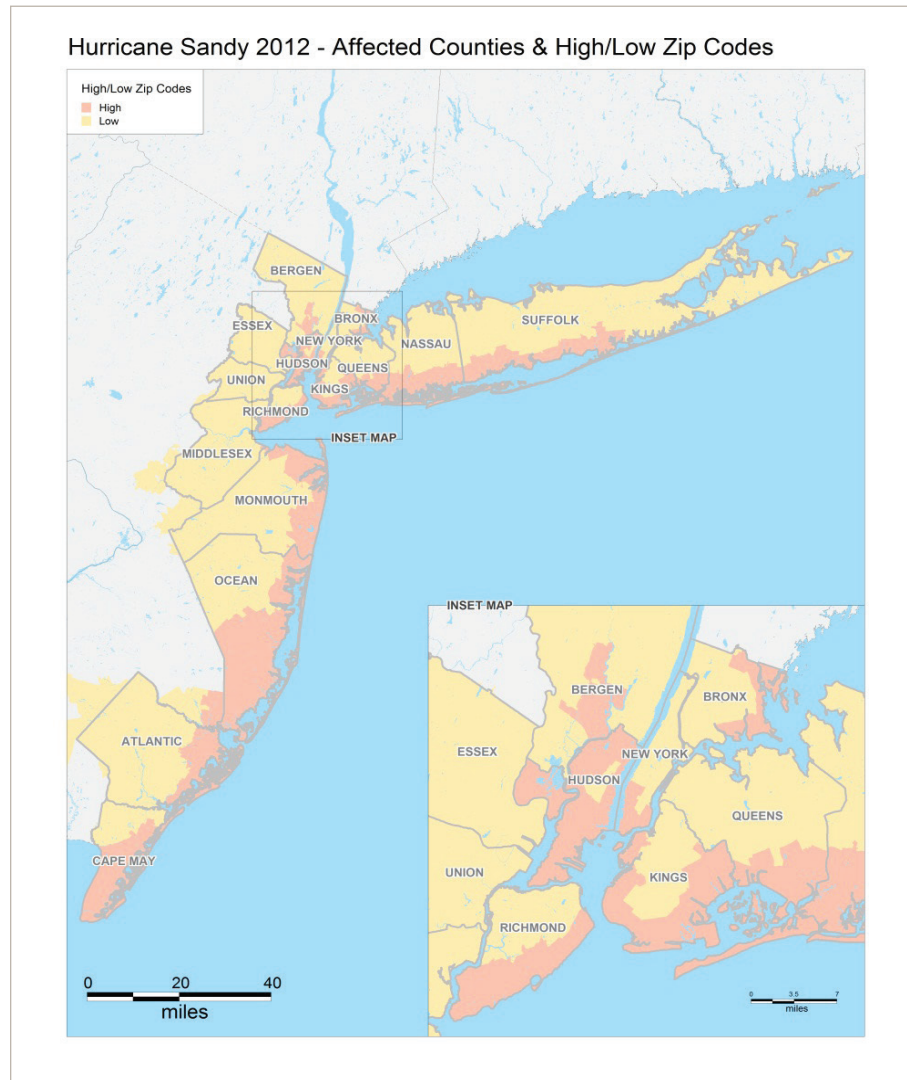 Hurricane Sandy 2012 - Affected Counties & High/Low Zip Codes
High/Low Zip Codes
High
Low
BERGEN
ESSEX
BRONX
NEW YORK
SUFFOLK
NASSAU
HUDSON
QUEENS
UNION
KINGS
RICHMOND
INSET MAP
MIDDLESEX
MONMOUTH
OCEAN
ATLANTIC
CAPE MAY
0 20 40
miles
INSET MAP
BERGEN
BRONX
ESSEX
NEW YORK
HUDSON
QUEENS
UNION
KINGS
RICHMOND
0 3.5 7
miles